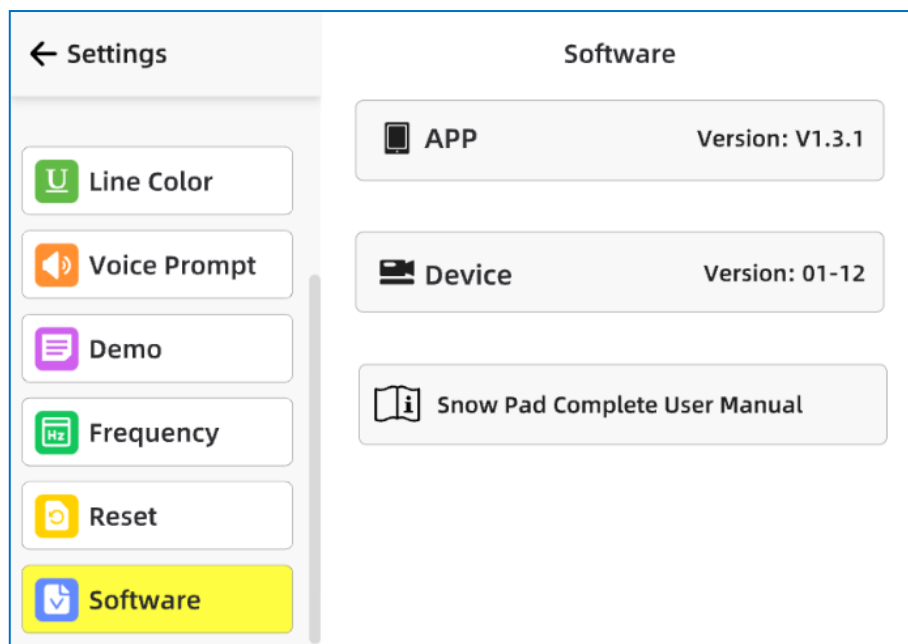 Settings
Line Color
Voice Prompt
Demo
Hz
Frequency
Reset
Software
Software
APP
Version: V1.3.1
Device
Version: 01-12
Snow Pad Complete User Manual